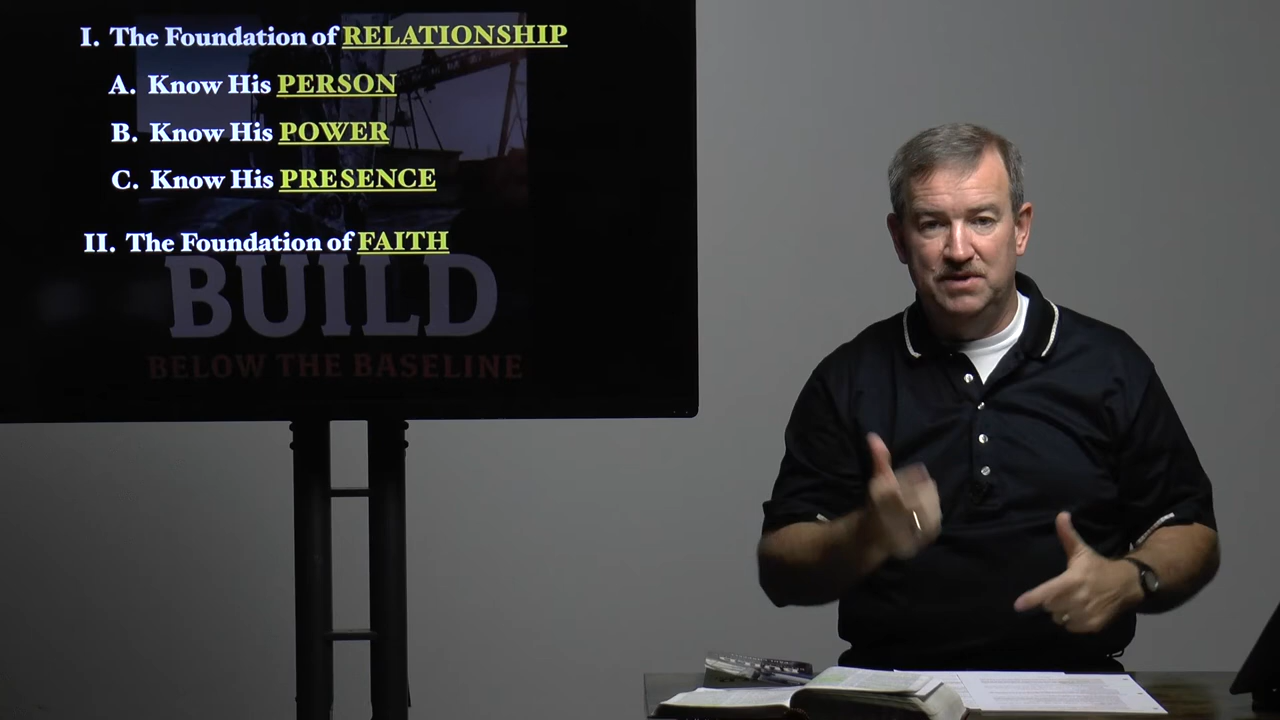 I. The Foundation of RELATIONSHIP
A. Know His PERSON
B. Know His POWER
C. Know His PRESENCE
II. The Foundation of FAITH
BUILD
BELOW THE BASELINE